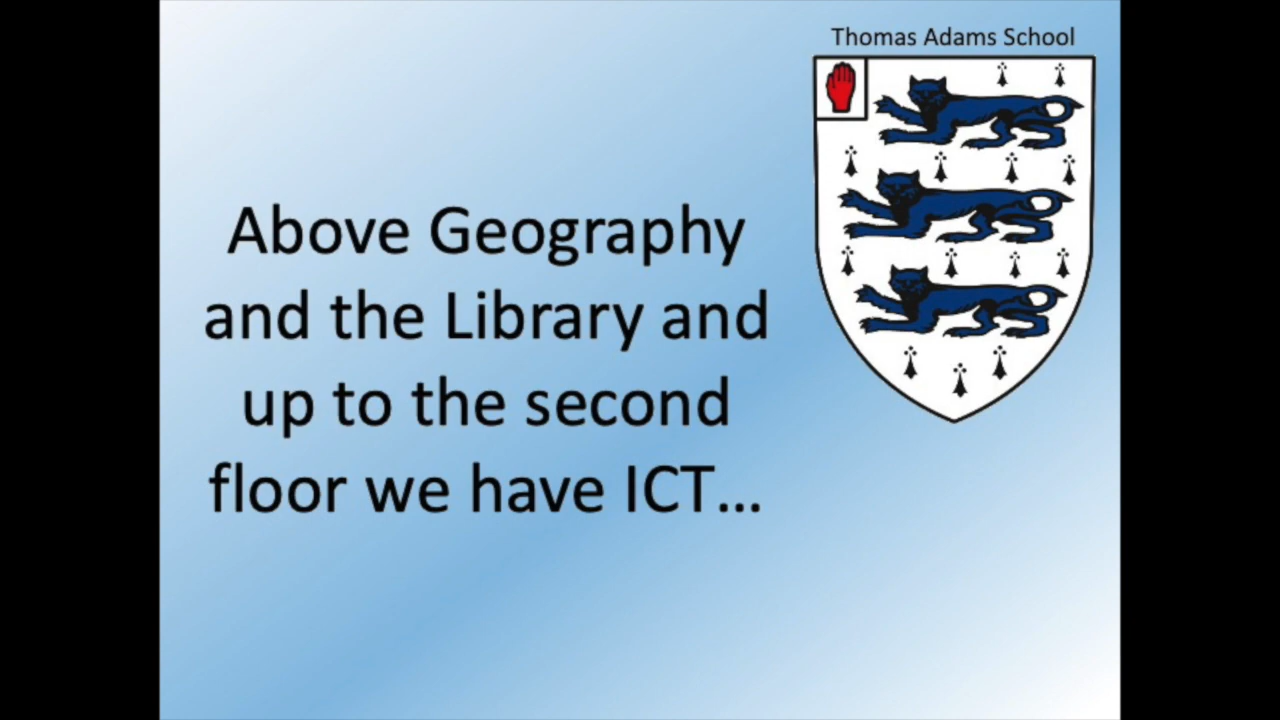 Thomas Adams School
Above Geography
and the Library and
up to the second
floor we have ICT...